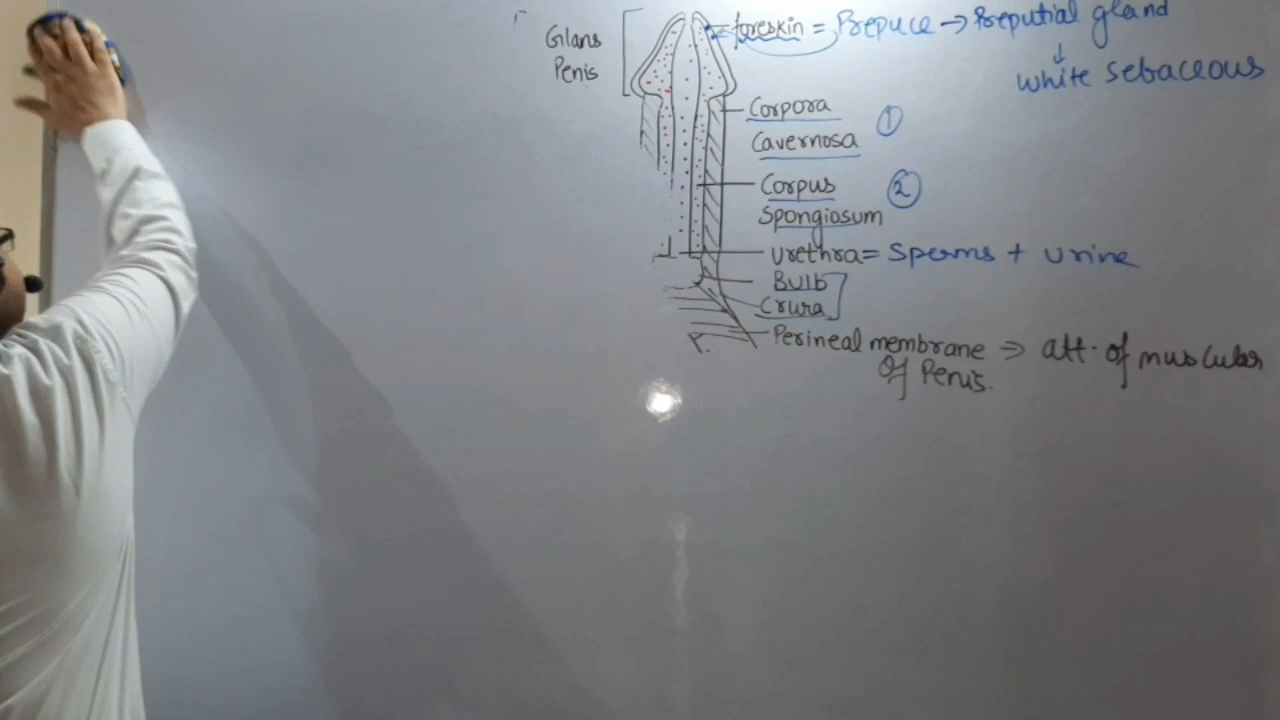 Glans
Penis
foreskin = Prepuce → Preputial gland
↓
white sebaceous
Corpora
Cavernosa
①
Corpus
Spongiosum
②
Urethra = Sperms + urine
Bulb
Crura
Perineal membrane ⇒ att. of muscular
of Penis.